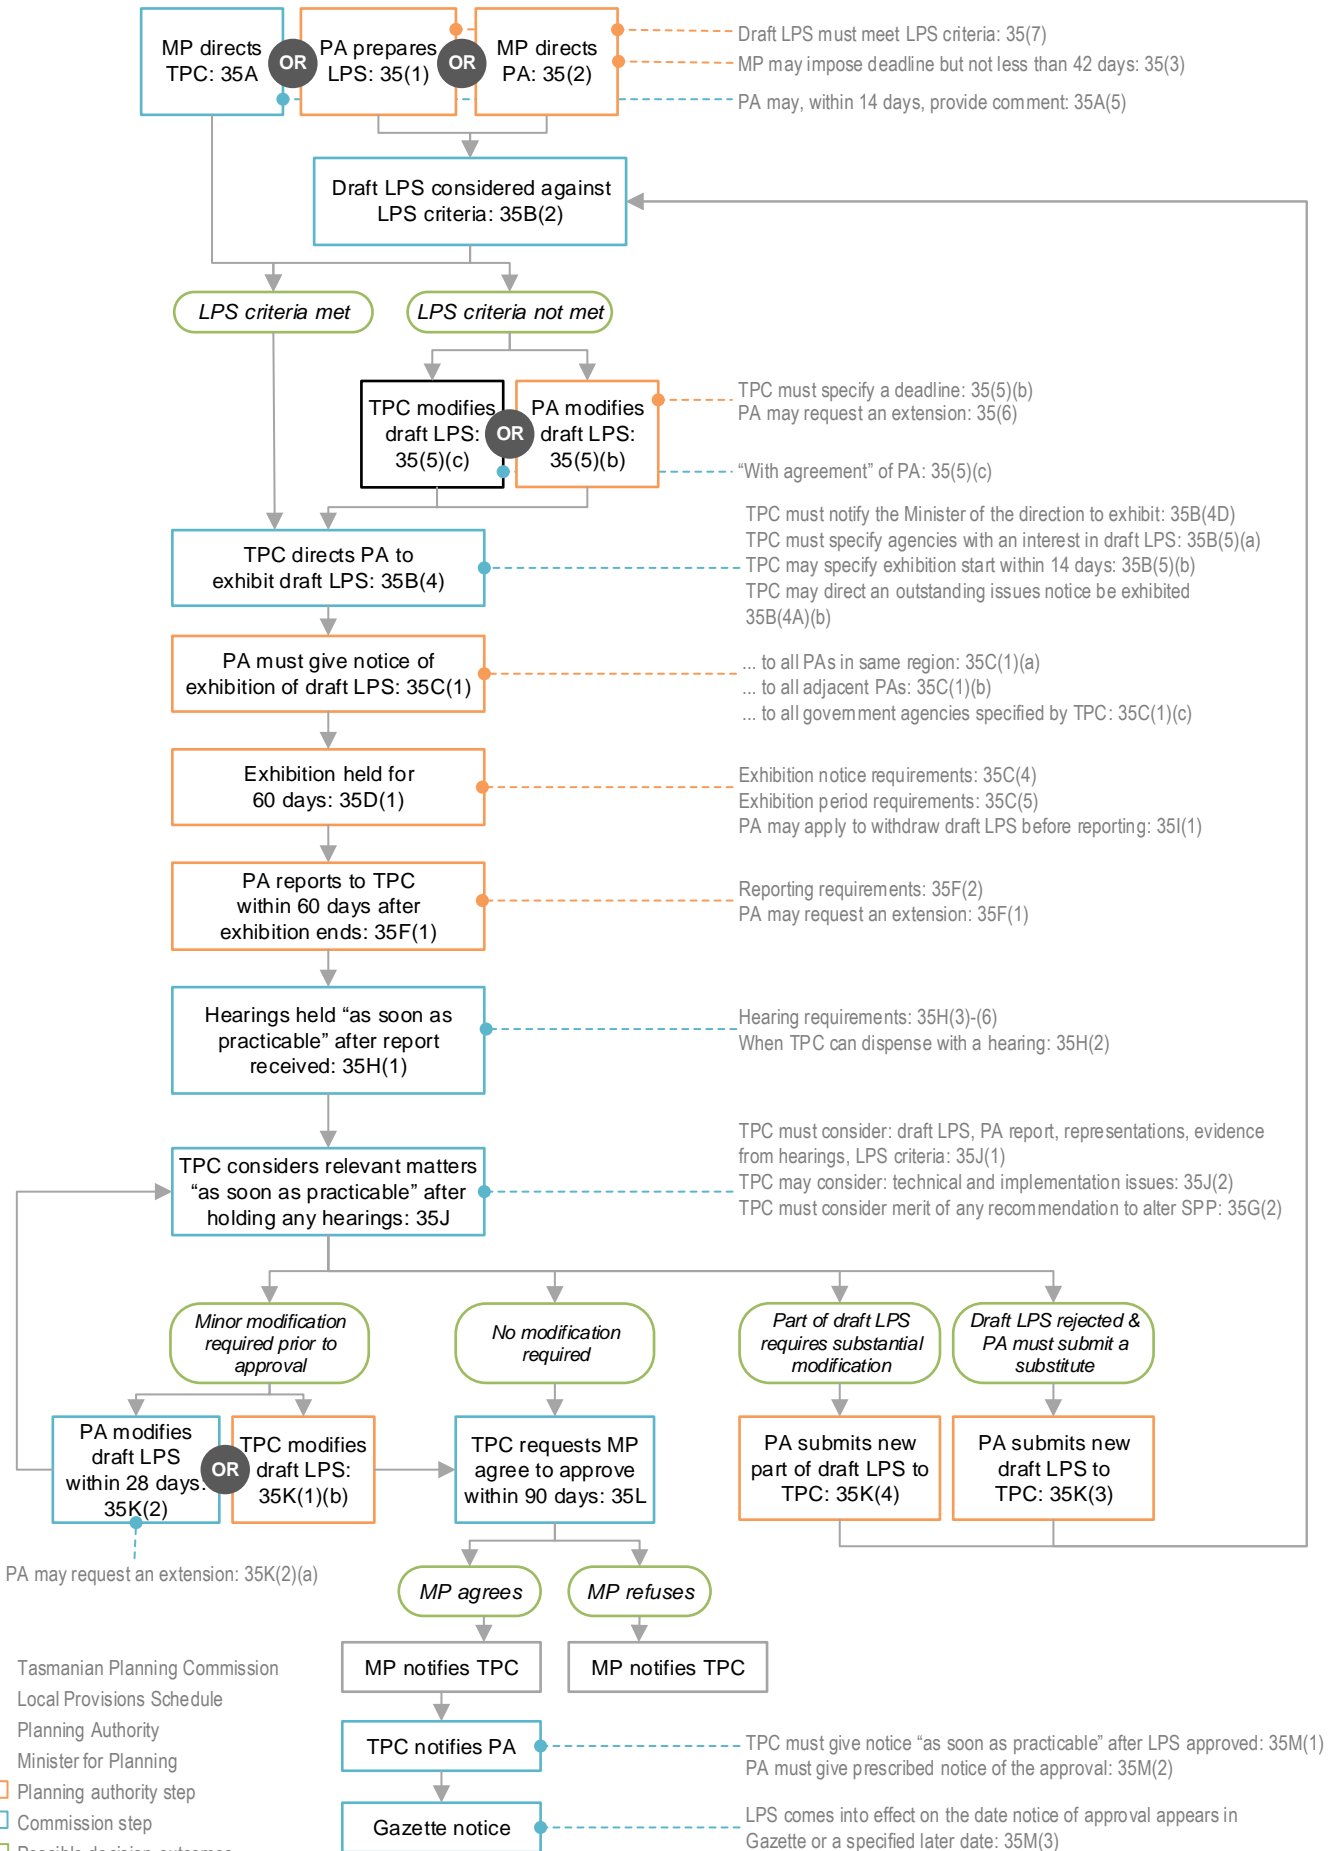 MP directs
TPC: 35A
OR
PA prepares
LPS: 35(1)
OR
MP directs
PA: 35(2)
Draft LPS must meet LPS criteria: 35(7)
MP may impose deadline but not less than 42 days: 35(3)
PA may, within 14 days, provide comment: 35A(5)
Draft LPS considered against
LPS criteria: 35B(2)
LPS criteria met
LPS criteria not met
TPC modifies
draft LPS:
35(5)(c)
OR
PA modifies
draft LPS:
35(5)(b)
TPC must specify a deadline: 35(5)(b)
PA may request an extension: 35(6)
“With agreement” of PA: 35(5)(c)
TPC directs PA to
exhibit draft LPS: 35B(4)
TPC must notify the Minister of the direction to exhibit: 35B(4D)
TPC must specify agencies with an interest in draft LPS: 35B(5)(a)
TPC may specify exhibition start within 14 days: 35B(5)(b)
TPC may direct an outstanding issues notice be exhibited
35B(4A)(b)
PA must give notice of
exhibition of draft LPS: 35C(1)
... to all PAs in same region: 35C(1)(a)
... to all adjacent PAs: 35C(1)(b)
... to all government agencies specified by TPC: 35C(1)(c)
Exhibition held for
60 days: 35D(1)
Exhibition notice requirements: 35C(4)
Exhibition period requirements: 35C(5)
PA may apply to withdraw draft LPS before reporting: 35I(1)
PA reports to TPC
within 60 days after
exhibition ends: 35F(1)
Reporting requirements: 35F(2)
PA may request an extension: 35F(1)
Hearings held “as soon as
practicable” after report
received: 35H(1)
Hearing requirements: 35H(3)-(6)
When TPC can dispense with a hearing: 35H(2)
TPC considers relevant matters
“as soon as practicable” after
holding any hearings: 35J
TPC must consider: draft LPS, PA report, representations, evidence
from hearings, LPS criteria: 35J(1)
TPC may consider: technical and implementation issues: 35J(2)
TPC must consider merit of any recommendation to alter SPP: 35G(2)
Minor modification
required prior to
approval
No modification
required
Part of draft LPS
requires substantial
modification
Draft LPS rejected &
PA must submit a
substitute
PA modifies
draft LPS
within 28 days:
35K(2)
OR
TPC modifies
draft LPS:
35K(1)(b)
TPC requests MP
agree to approve
within 90 days: 35L
PA submits new
part of draft LPS to
TPC: 35K(4)
PA submits new
draft LPS to
TPC: 35K(3)
PA may request an extension: 35K(2)(a)
MP agrees
MP refuses
MP notifies TPC
MP notifies TPC
Tasmanian Planning Commission
Local Provisions Schedule
Planning Authority
Minister for Planning
Planning authority step
Commission step
Possible decision outcomes
TPC notifies PA
TPC must give notice “as soon as practicable” after LPS approved: 35M(1)
PA must give prescribed notice of the approval: 35M(2)
Gazette notice
LPS comes into effect on the date notice of approval appears in
Gazette or a specified later date: 35M(3)